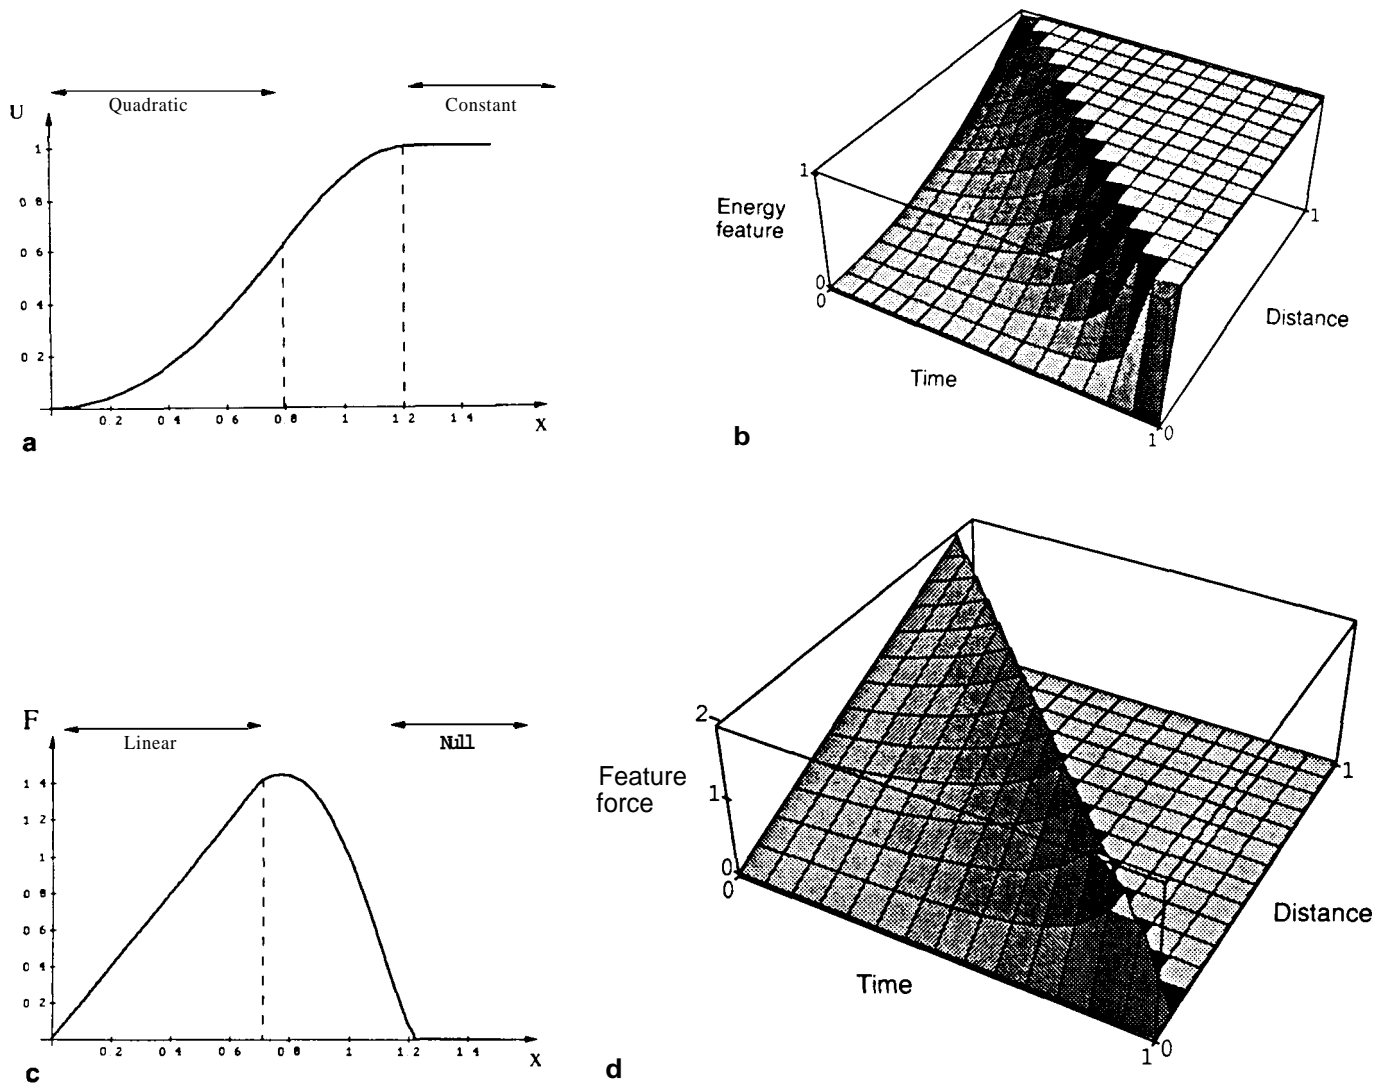 Quadratic
Constant
U
1
0 8
0 6
0 4
0 2
0 2
0 4
0 6
0 8
1
1 2
1 4
X
a
Energy
feature
1
0
0
Time
1
0
Distance
1
b
F
Linear
Null
1 4
1 2
1
0 8
0 6
0 4
0 2
0 2
0 4
0 6
0 8
1
1 2
1 4
X
c
Feature
force
2
1
0
0
Time
1
0
Distance
1
d